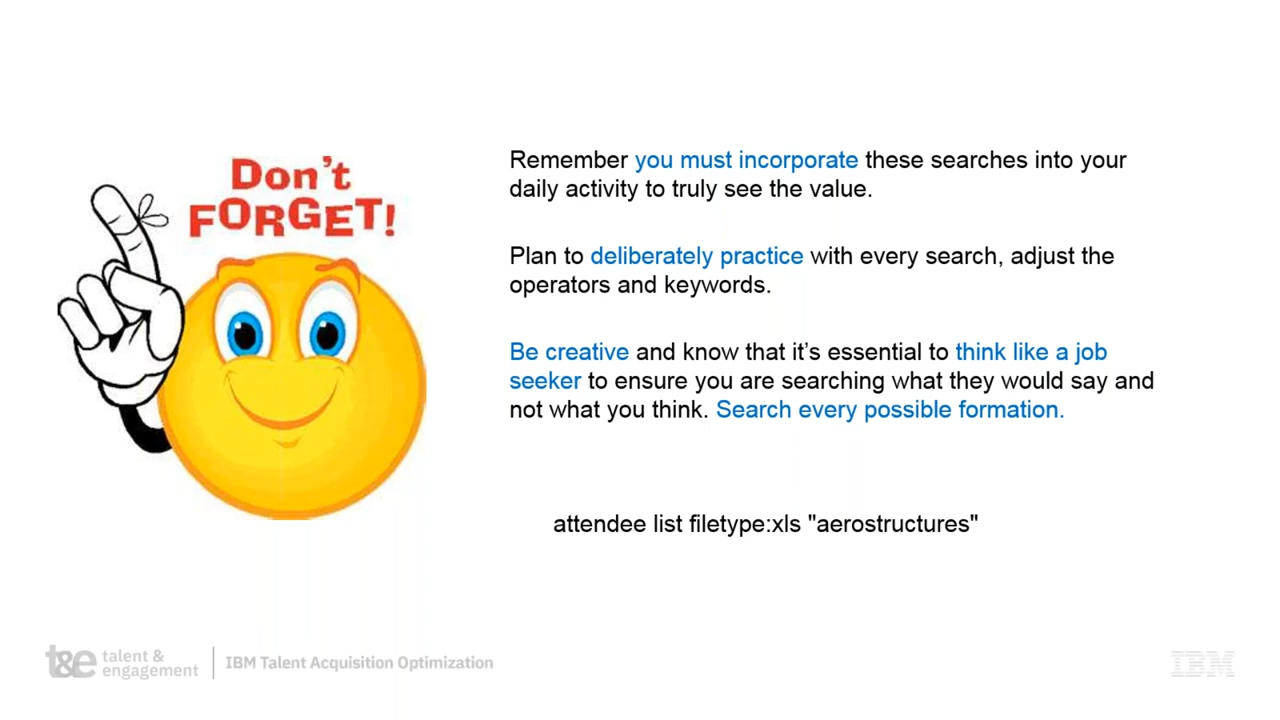 Don't
FORGET!
Remember you must incorporate these searches into your
daily activity to truly see the value.
Plan to deliberately practice with every search, adjust the
operators and keywords.
Be creative and know that it's essential to think like a job
seeker to ensure you are searching what they would say and
not what you think. Search every possible formation.
attendee list filetype:xls "aerostructures"
t&e talent &
engagement
IBM Talent Acquisition Optimization
IBM